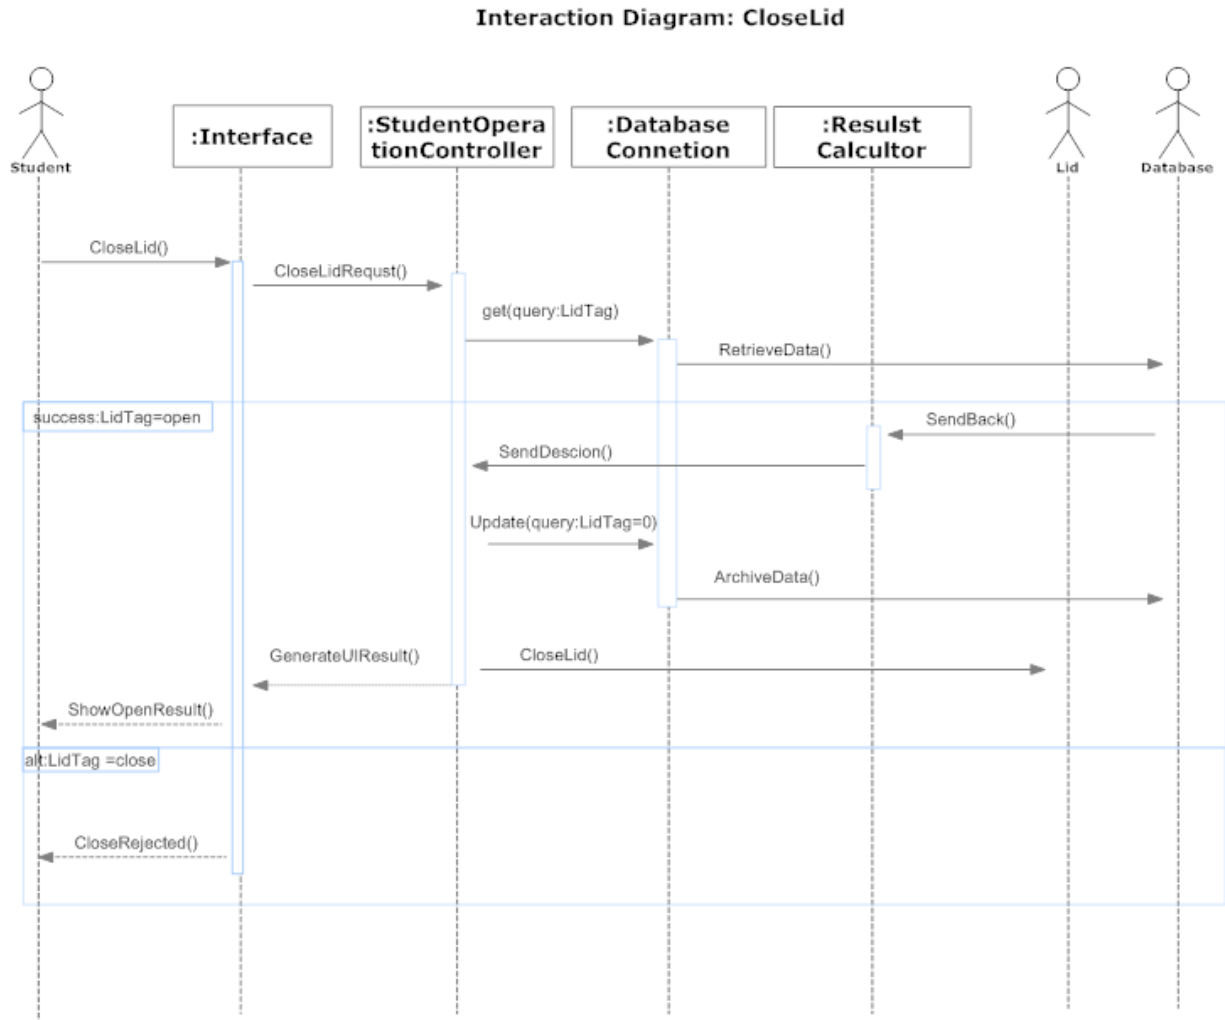 Interaction Diagram: CloseLid
Student
:Interface
:StudentOpera
tionController
:Database
Connetion
:Resulst
Calcultor
Lid
Database
CloseLid()
CloseLidRequst()
get(query:LidTag)
RetrieveData()
success:LidTag=open
SendBack()
SendDescion()
Update(query:LidTag=0)
ArchiveData()
GenerateUIResult()
CloseLid()
ShowOpenResult()
alt:LidTag =close
CloseRejected()